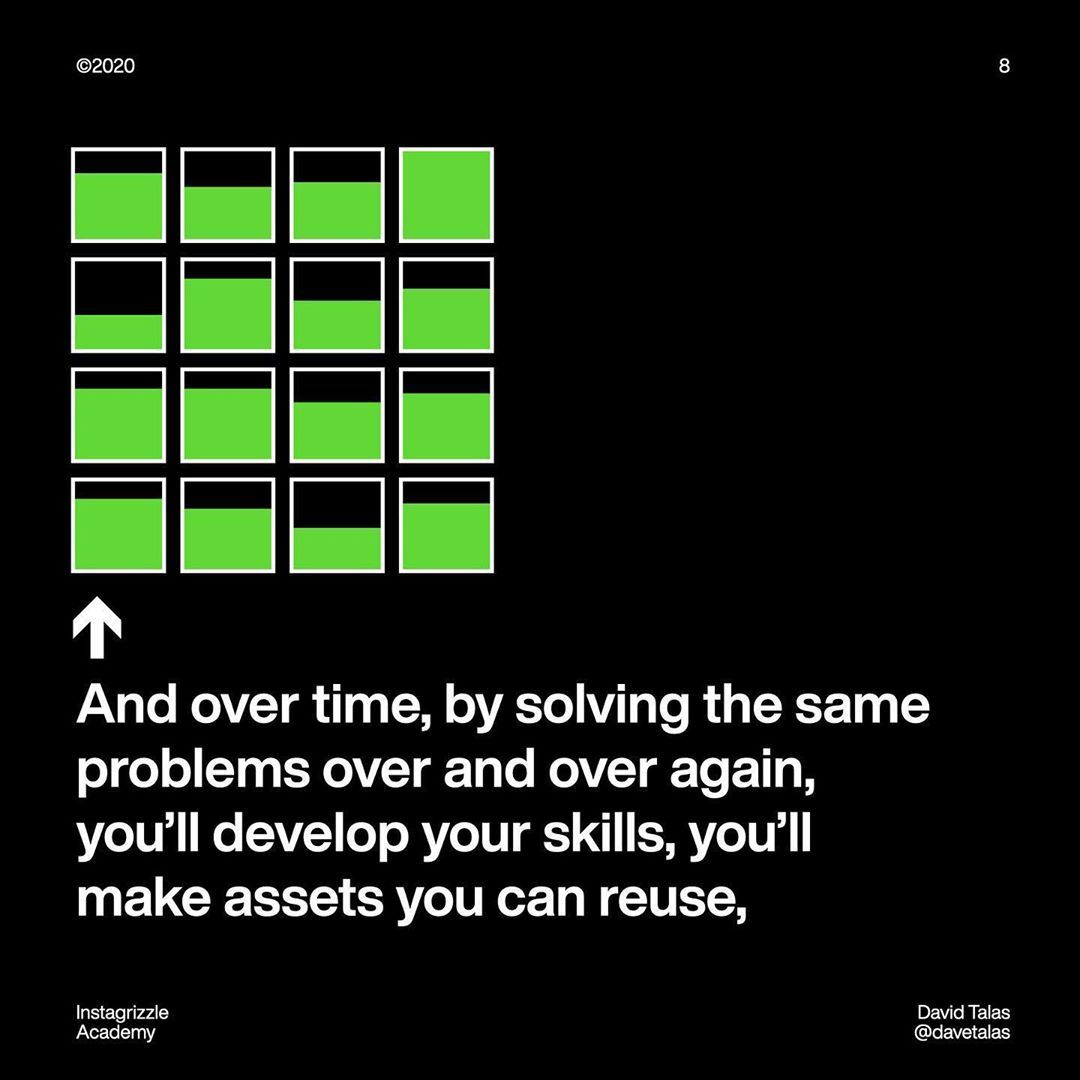 ©2020
8
And over time, by solving the same
problems over and over again,
you’ll develop your skills, you’ll
make assets you can reuse,
Instagrizzle
Academy
David Talas
@davetalas